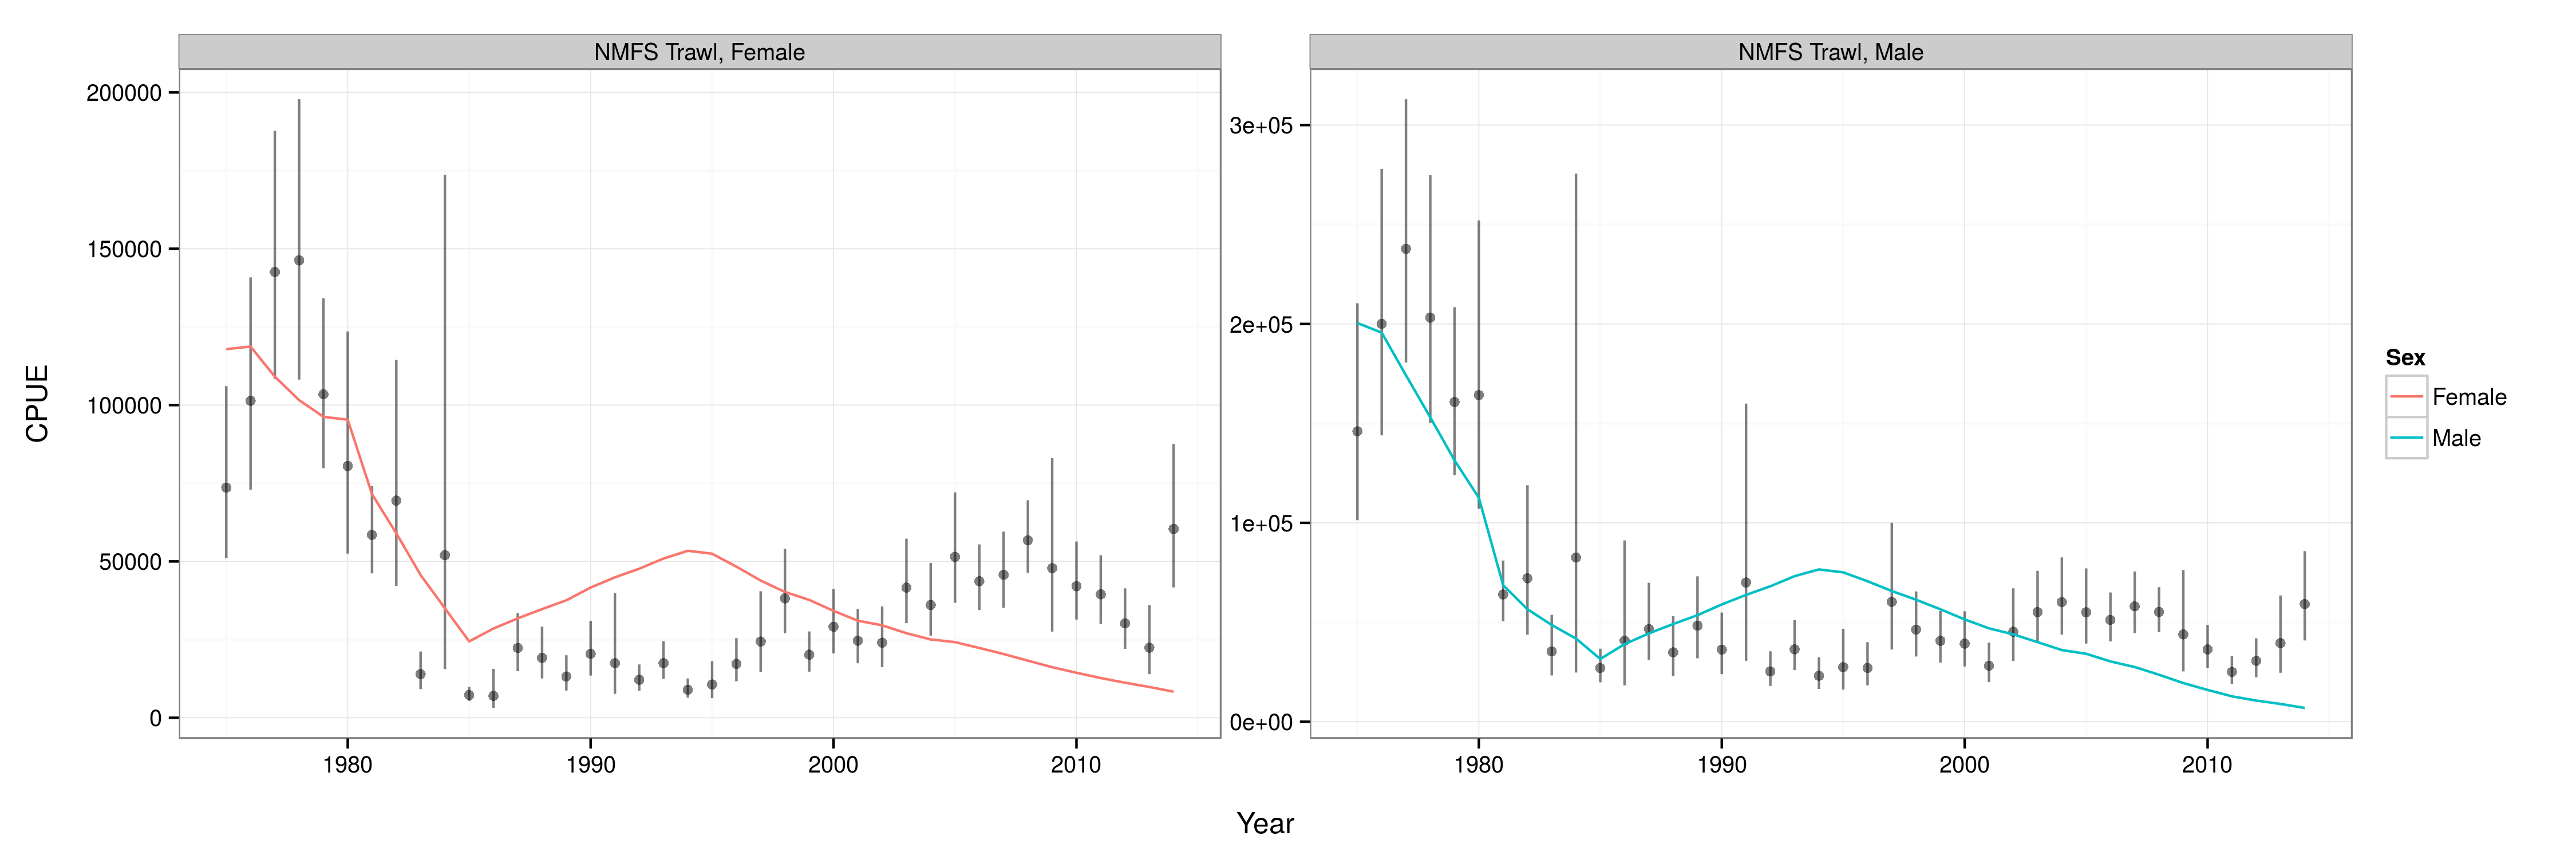 NMFS Trawl, Female
NMFS Trawl, Male
200000
150000
100000
50000
0
3e+05
2e+05
1e+05
0e+00
CPUE
1980
1990
2000
2010
1980
1990
2000
2010
Year
Sex
Female
Male